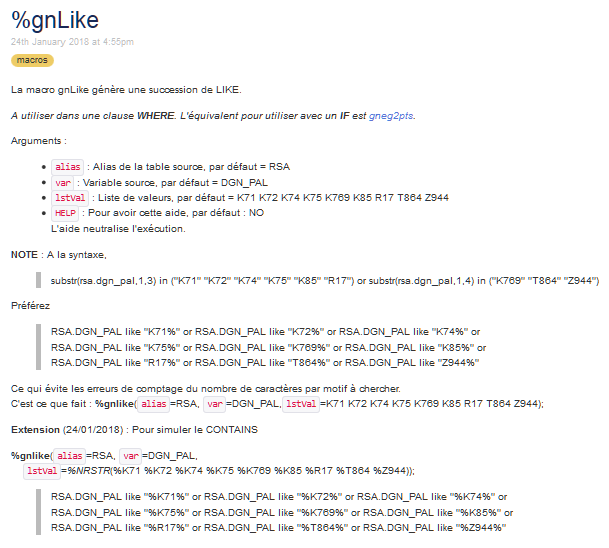 %gnLike
24th January 2018 at 4:55pm
macros
La macro gnLike génère une succession de LIKE.
A utiliser dans une clause WHERE. L'équivalent pour utiliser avec un IF est gneg2pts.
Arguments :
• alias : Alias de la table source, par défaut = RSA
• var : Variable source, par défaut = DGN_PAL
• lstVal : Liste de valeurs, par défaut = K71 K72 K74 K75 K769 K85 R17 T864 Z944
• HELP : Pour avoir cette aide, par défaut : NO
L'aide neutralise l'exécution.
NOTE : A la syntaxe,
substr(rsa.dgn_pal,1,3) in ("K71" "K72" "K74" "K75" "K85" "R17") or substr(rsa.dgn_pal,1,4) in ("K769" "T864" "Z944")
Préférez
RSA.DGN_PAL like "K71%" or RSA.DGN_PAL like "K72%" or RSA.DGN_PAL like "K74%" or
RSA.DGN_PAL like "K75%" or RSA.DGN_PAL like "K769%" or RSA.DGN_PAL like "K85%" or
RSA.DGN_PAL like "R17%" or RSA.DGN_PAL like "T864%" or RSA.DGN_PAL like "Z944%"
Ce qui évite les erreurs de comptage du nombre de caractères par motif à chercher.
C'est ce que fait : %gnlike( alias=RSA, var=DGN_PAL, lstVal=K71 K72 K74 K75 K769 K85 R17 T864 Z944);
Extension (24/01/2018) : Pour simuler le CONTAINS
%gnlike( alias=RSA, var=DGN_PAL,
lstVal=%NRSTR(%K71 %K72 %K74 %K75 %K769 %K85 %R17 %T864 %Z944));
RSA.DGN_PAL like "%K71%" or RSA.DGN_PAL like "%K72%" or RSA.DGN_PAL like "%K74%" or
RSA.DGN_PAL like "%K75%" or RSA.DGN_PAL like "%K769%" or RSA.DGN_PAL like "%K85%" or
RSA.DGN_PAL like "%R17%" or RSA.DGN_PAL like "%T864%" or RSA.DGN_PAL like "%Z944%"